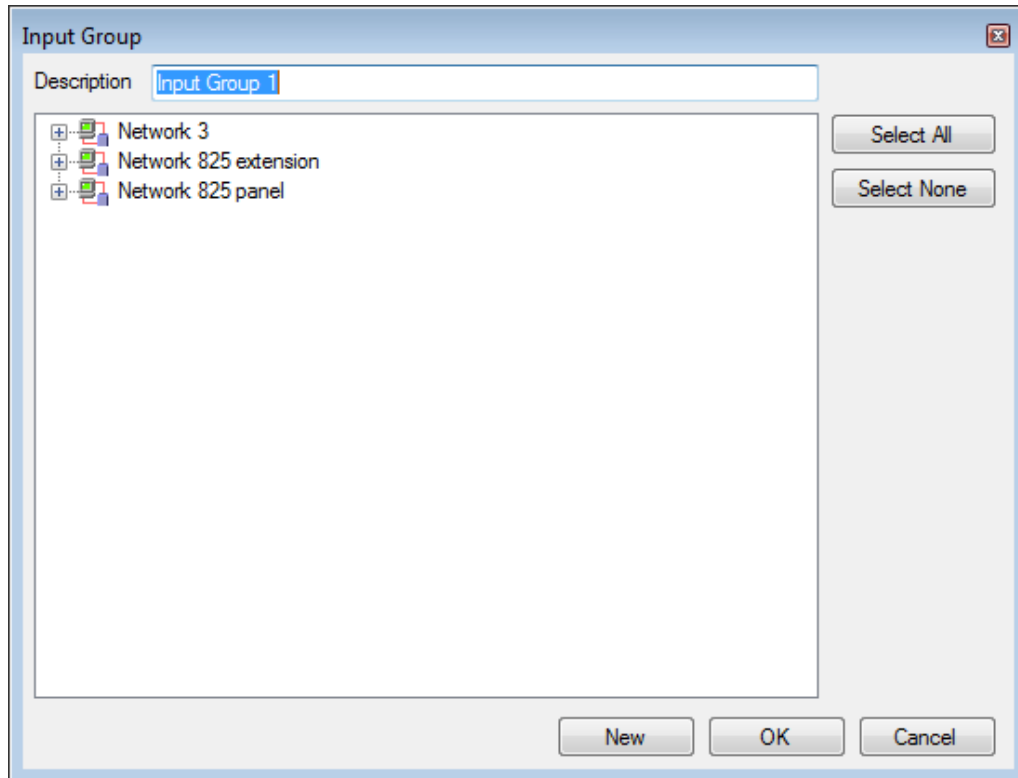 Input Group
Description Input Group 1
Network 3
Network 825 extension
Network 825 panel
Select All
Select None
New OK Cancel